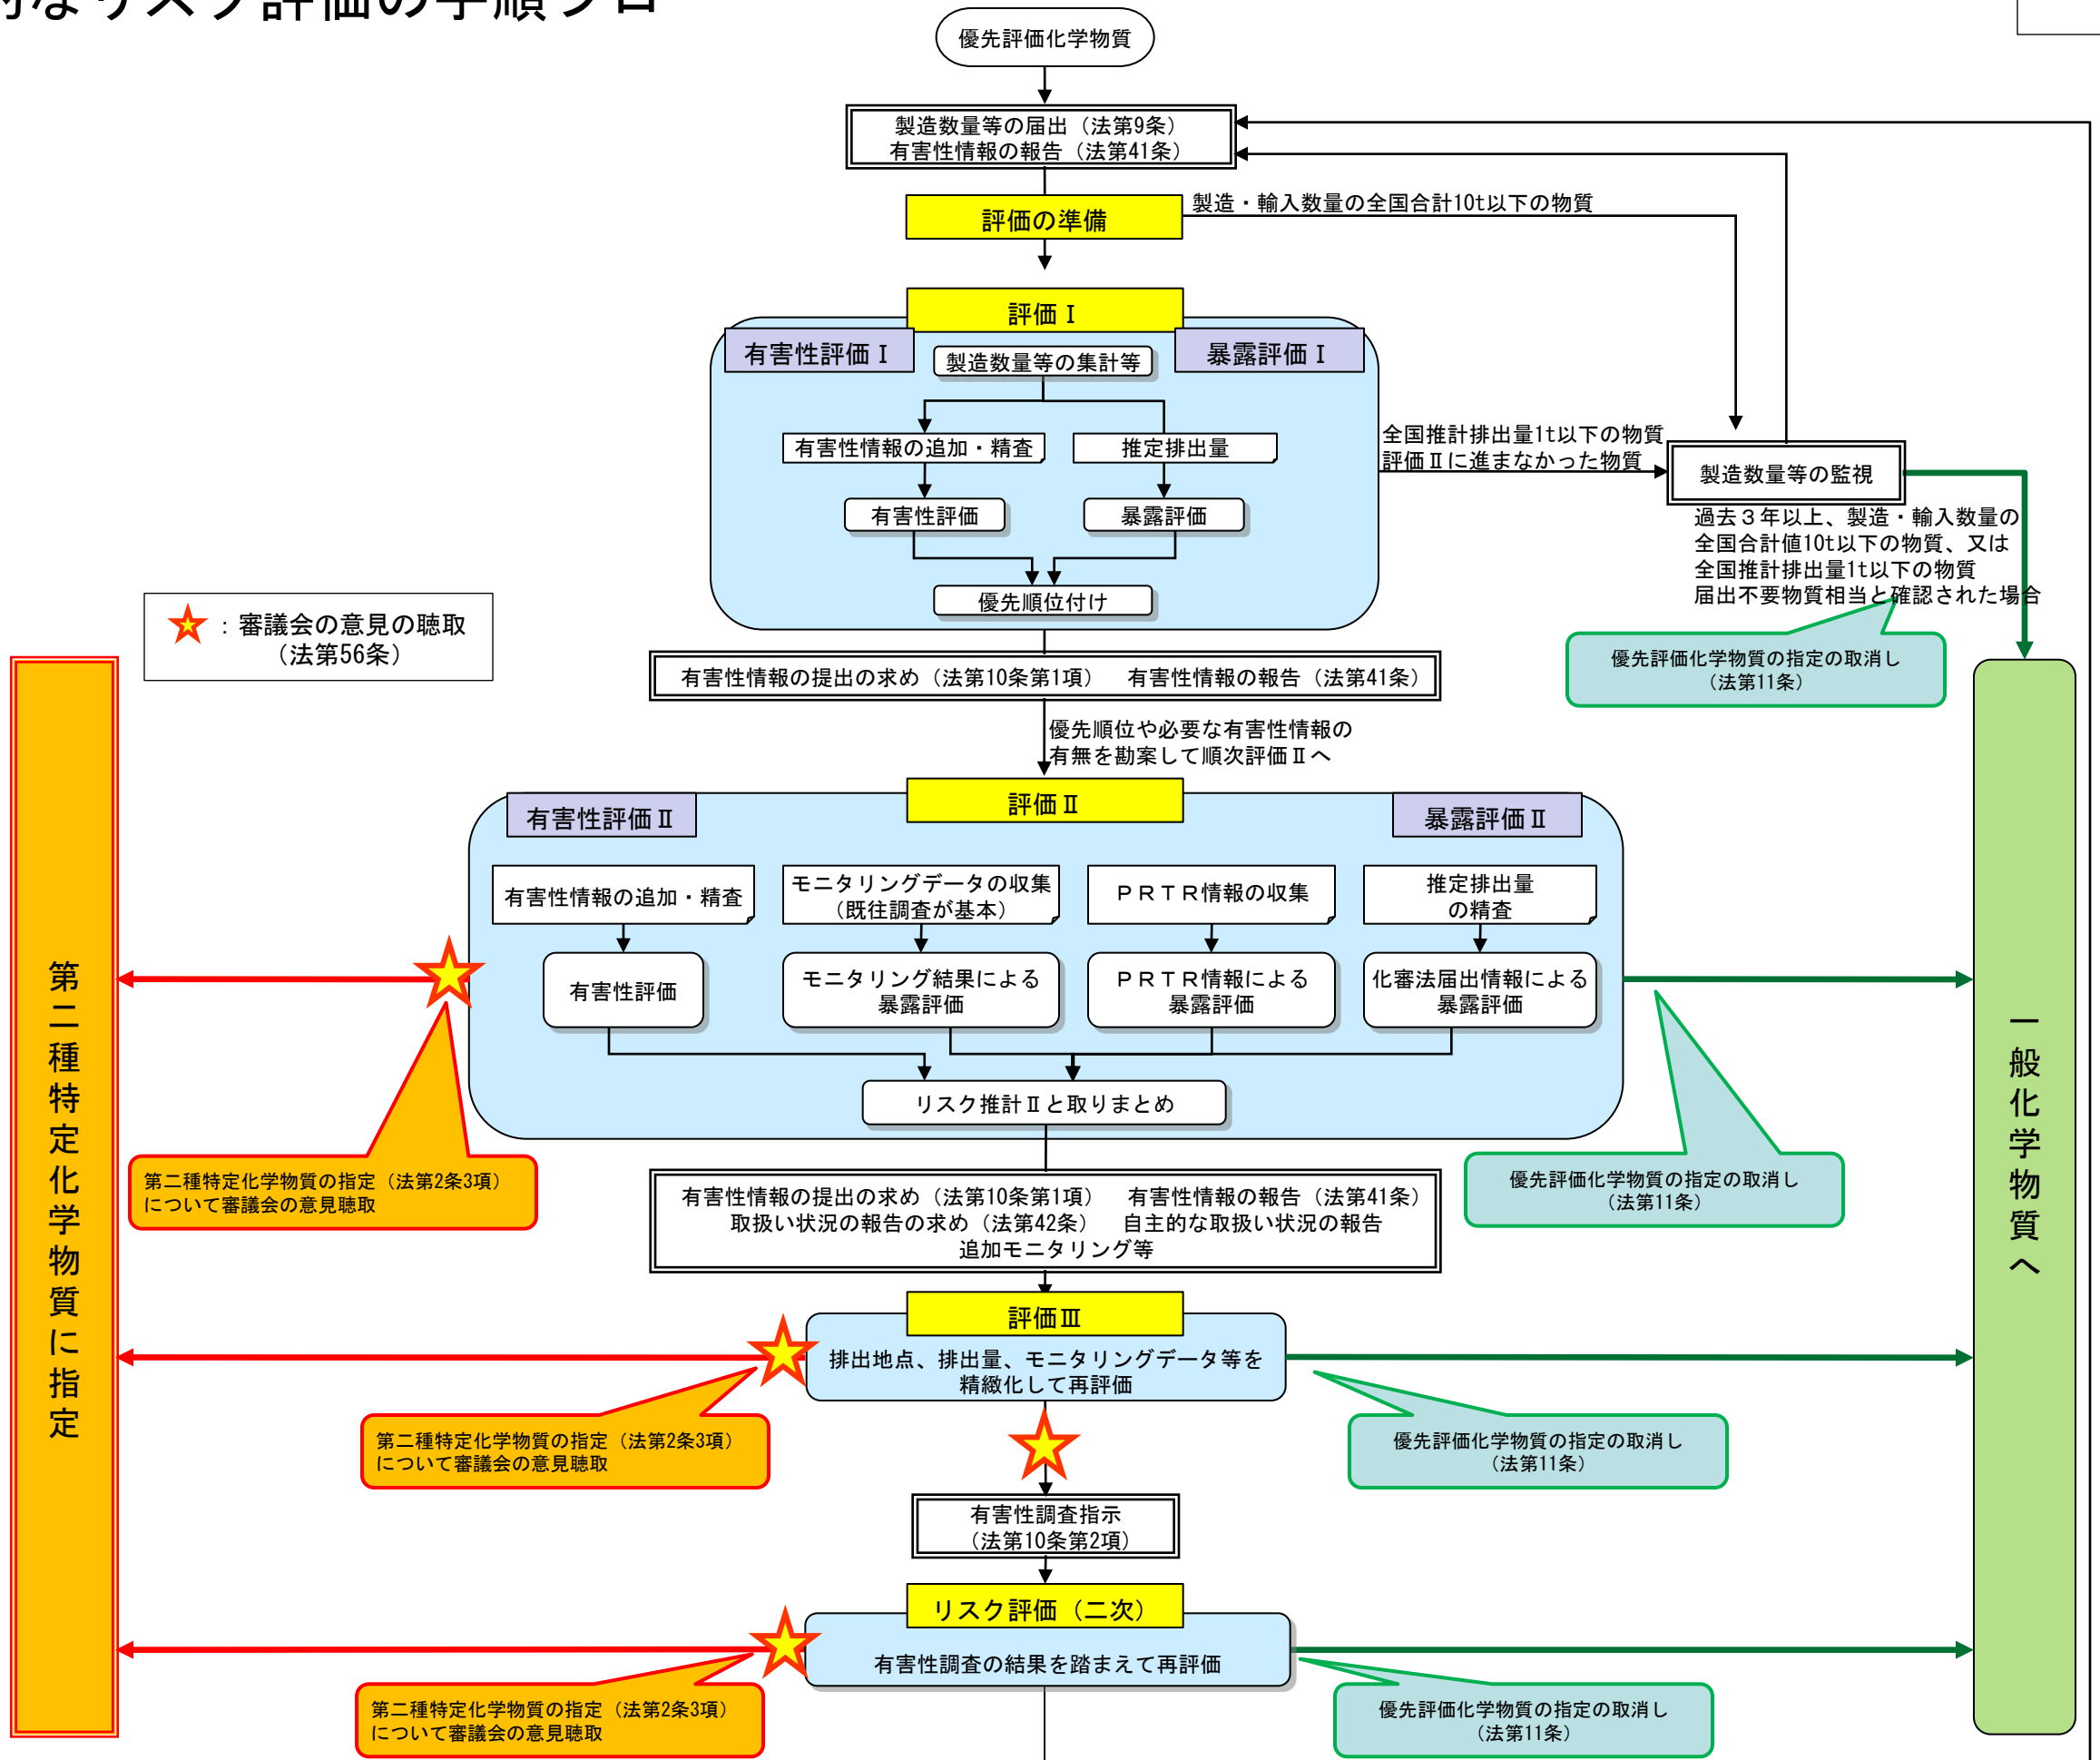 的なリスク評価の手順フロー
優先評価化学物質
製造数量等の届出（法第9条）
有害性情報の報告（法第41条）
評価の準備
製造・輸入数量の全国合計10t以下の物質
評価Ⅰ
有害性評価Ⅰ
製造数量等の集計等
暴露評価Ⅰ
有害性情報の追加・精査
推定排出量
有害性評価
暴露評価
優先順位付け
全国推計排出量1t以下の物質
評価Ⅱに進まなかった物質
製造数量等の監視
過去３年以上、製造・輸入数量の
全国合計値10t以下の物質、又は
全国推計排出量1t以下の物質
届出不要物質相当と確認された場合
優先評価化学物質の指定の取消し
（法第11条）
：審議会の意見の聴取
（法第56条）
有害性情報の提出の求め（法第10条第1項）　有害性情報の報告（法第41条）
優先順位や必要な有害性情報の
有無を勘案して順次評価Ⅱへ
評価Ⅱ
有害性評価Ⅱ
暴露評価Ⅱ
有害性情報の追加・精査
モニタリングデータの収集
（既往調査が基本）
ＰＲＴＲ情報の収集
推定排出量
の精査
有害性評価
モニタリング結果による
暴露評価
ＰＲＴＲ情報による
暴露評価
化審法届出情報による
暴露評価
リスク推計Ⅱと取りまとめ
第二種特定化学物質に指定
一般化学物質へ
第二種特定化学物質の指定（法第2条3項）
について審議会の意見聴取
優先評価化学物質の指定の取消し
（法第11条）
有害性情報の提出の求め（法第10条第1項）　有害性情報の報告（法第41条）
取扱い状況の報告の求め（法第42条）　自主的な取扱い状況の報告
追加モニタリング等
評価Ⅲ
排出地点、排出量、モニタリングデータ等を
精緻化して再評価
第二種特定化学物質の指定（法第2条3項）
について審議会の意見聴取
優先評価化学物質の指定の取消し
（法第11条）
有害性調査指示
（法第10条第2項）
リスク評価（二次）
有害性調査の結果を踏まえて再評価
第二種特定化学物質の指定（法第2条3項）
について審議会の意見聴取
優先評価化学物質の指定の取消し
（法第11条）